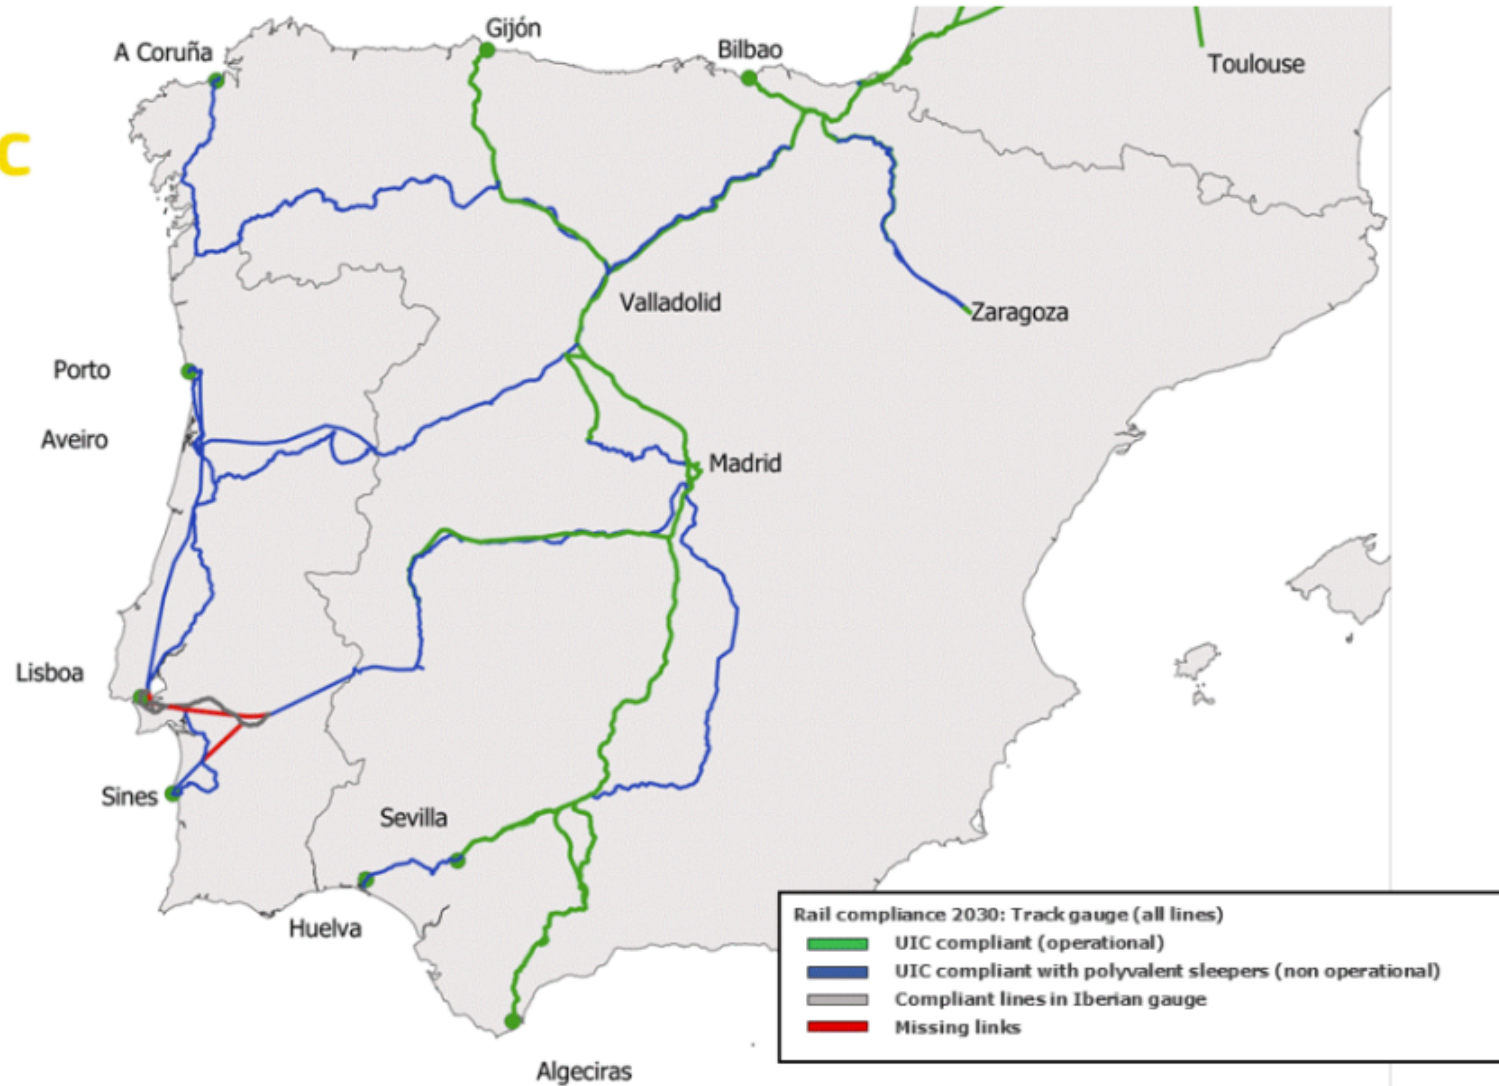 Gijón
A Coruña
Bilbao
Toulouse
C
Valladolid
Zaragoza
Porto
Aveiro
Madrid
Lisboa
Sines
Sevilla
Huelva
Algeciras
Rail compliance 2030: Track gauge (all lines)
UIC compliant (operational)
UIC compliant with polyvalent sleepers (non operational)
Compliant lines in Iberian gauge
Missing links